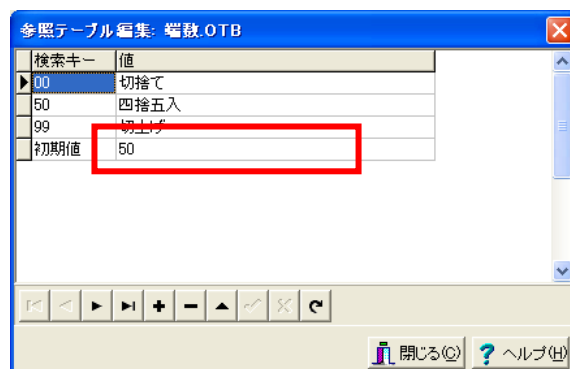 参照テーブル編集: 端数.OTB
検索キー 値
00 切捨て
50 四捨五入
99 切上げ
初期値 50
閉じる(C) ? ヘルプ(H)